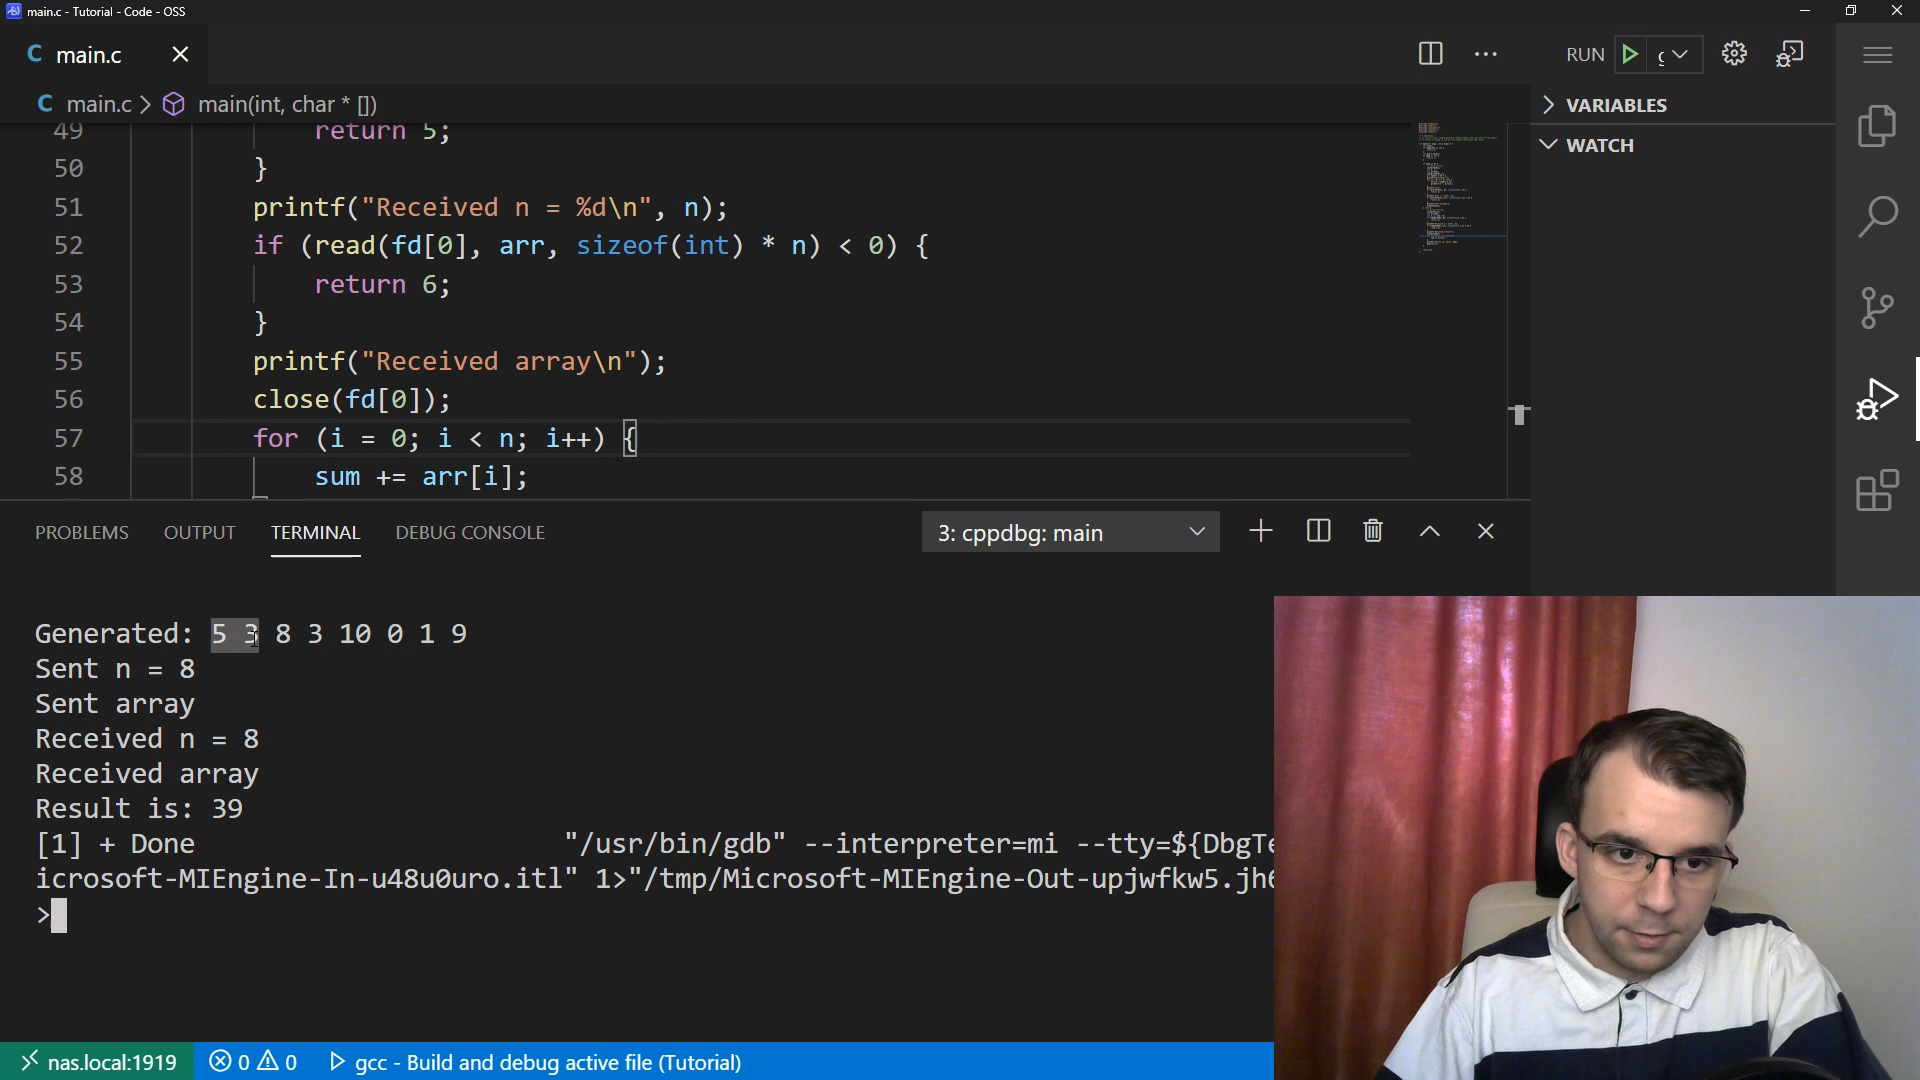 main.c - Tutorial - Code - OSS
C main.c
RUN
C main.c > main(int, char * [])
VARIABLES
WATCH
49 return 5;
50 }
51 printf("Received n = %d\n", n);
52 if (read(fd[0], arr, sizeof(int) * n) < 0) {
53 return 6;
54 }
55 printf("Received array\n");
56 close(fd[0]);
57 for (i = 0; i < n; i++) {
58 sum += arr[i];
PROBLEMS OUTPUT TERMINAL DEBUG CONSOLE 3: cppdbg: main
Generated: 5 3 8 3 10 0 1 9
Sent n = 8
Sent array
Received n = 8
Received array
Result is: 39
[1] + Done "/usr/bin/gdb" --interpreter=mi --tty=${DbgTe
icrosoft-MIEngine-In-u48u0uro.itl" 1>"/tmp/Microsoft-MIEngine-Out-upjwfkw5.jh6
>
nas.local:1919 0 0 gcc - Build and debug active file (Tutorial)